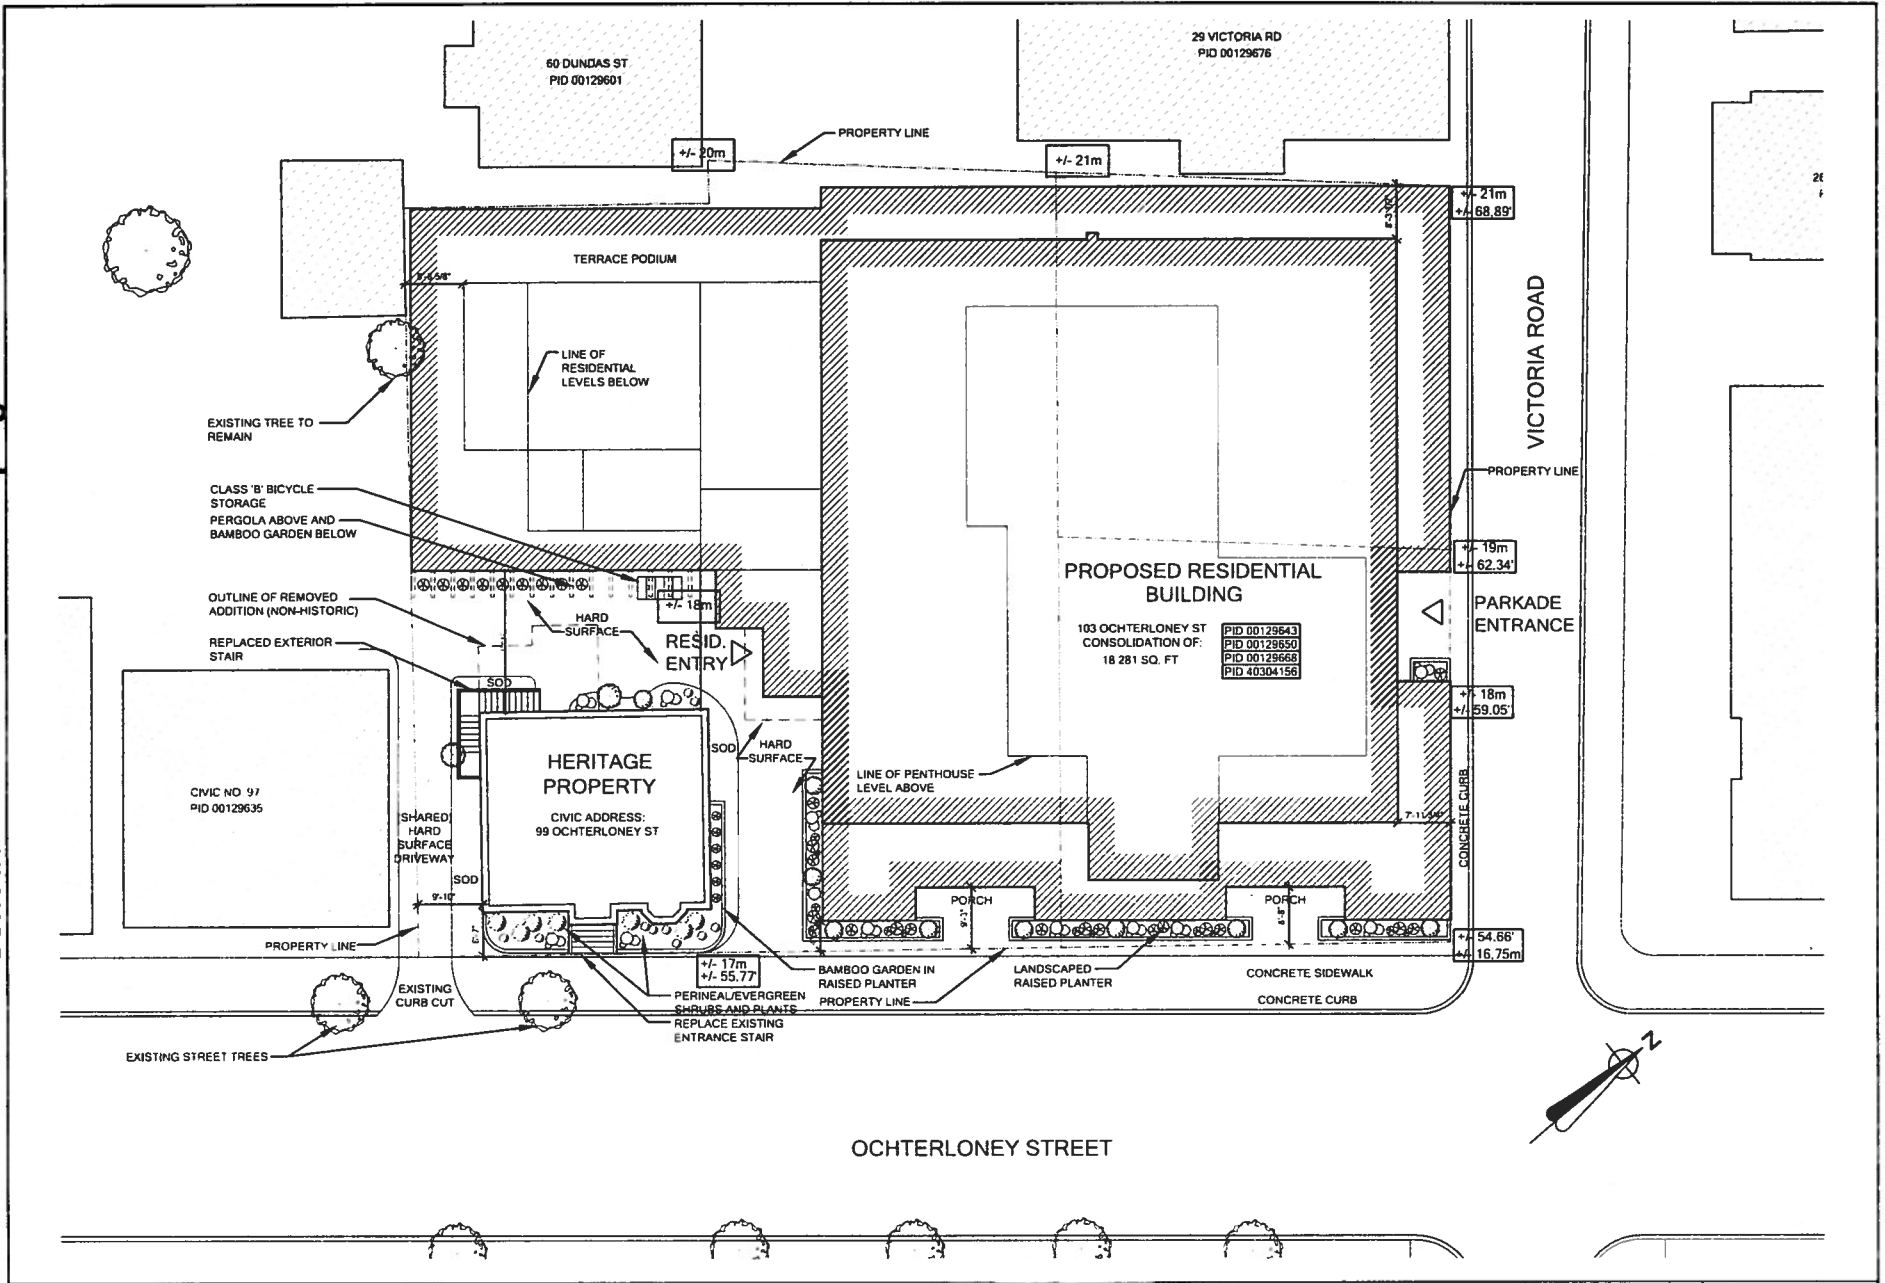 60 DUNDAS ST
PID 00129601
29 VICTORIA RD
PID 00129676
PROPERTY LINE
+/- 20m
+/- 21m
+/- 21m
+/- 68.89'
TERRACE PODIUM
LINE OF
RESIDENTIAL
LEVELS BELOW
VICTORIA ROAD
EXISTING TREE TO
REMAIN
PROPERTY LINE
CLASS 'B' BICYCLE
STORAGE
PERGOLA ABOVE AND
BAMBOO GARDEN BELOW
+/- 19m
+/- 62.34'
OUTLINE OF REMOVED
ADDITION (NON-HISTORIC)
REPLACED EXTERIOR
STAIR
HARD
SURFACE
+/- 18m
RESID.
ENTRY
PROPOSED RESIDENTIAL
BUILDING
103 OCHTERLONEY ST
CONSOLIDATION OF:
18 281 SQ. FT
PID 00129643
PID 00129650
PID 00129668
PID 40304156
PARKADE
ENTRANCE
+/- 18m
+/- 59.05'
SOD
HERITAGE
PROPERTY
CIVIC ADDRESS:
99 OCHTERLONEY ST
SOD
HARD
SURFACE
LINE OF PENTHOUSE
LEVEL ABOVE
CIVIC NO 97
PID 00129635
(SHARED)
HARD
SURFACE
DRIVEWAY
SOD
9'-10"
CONCRETE CURB
PORCH
PORCH
PROPERTY LINE
+/- 17m
+/- 55.77'
+/- 54.66'
+/- 16,75m
EXISTING
CURB CUT
PERINEAL/EVERGREEN
SHRUBS AND PLANTS
REPLACE EXISTING
ENTRANCE STAIR
BAMBOO GARDEN IN
RAISED PLANTER
PROPERTY LINE
LANDSCAPED
RAISED PLANTER
CONCRETE SIDEWALK
CONCRETE CURB
EXISTING STREET TREES
N
OCHTERLONEY STREET